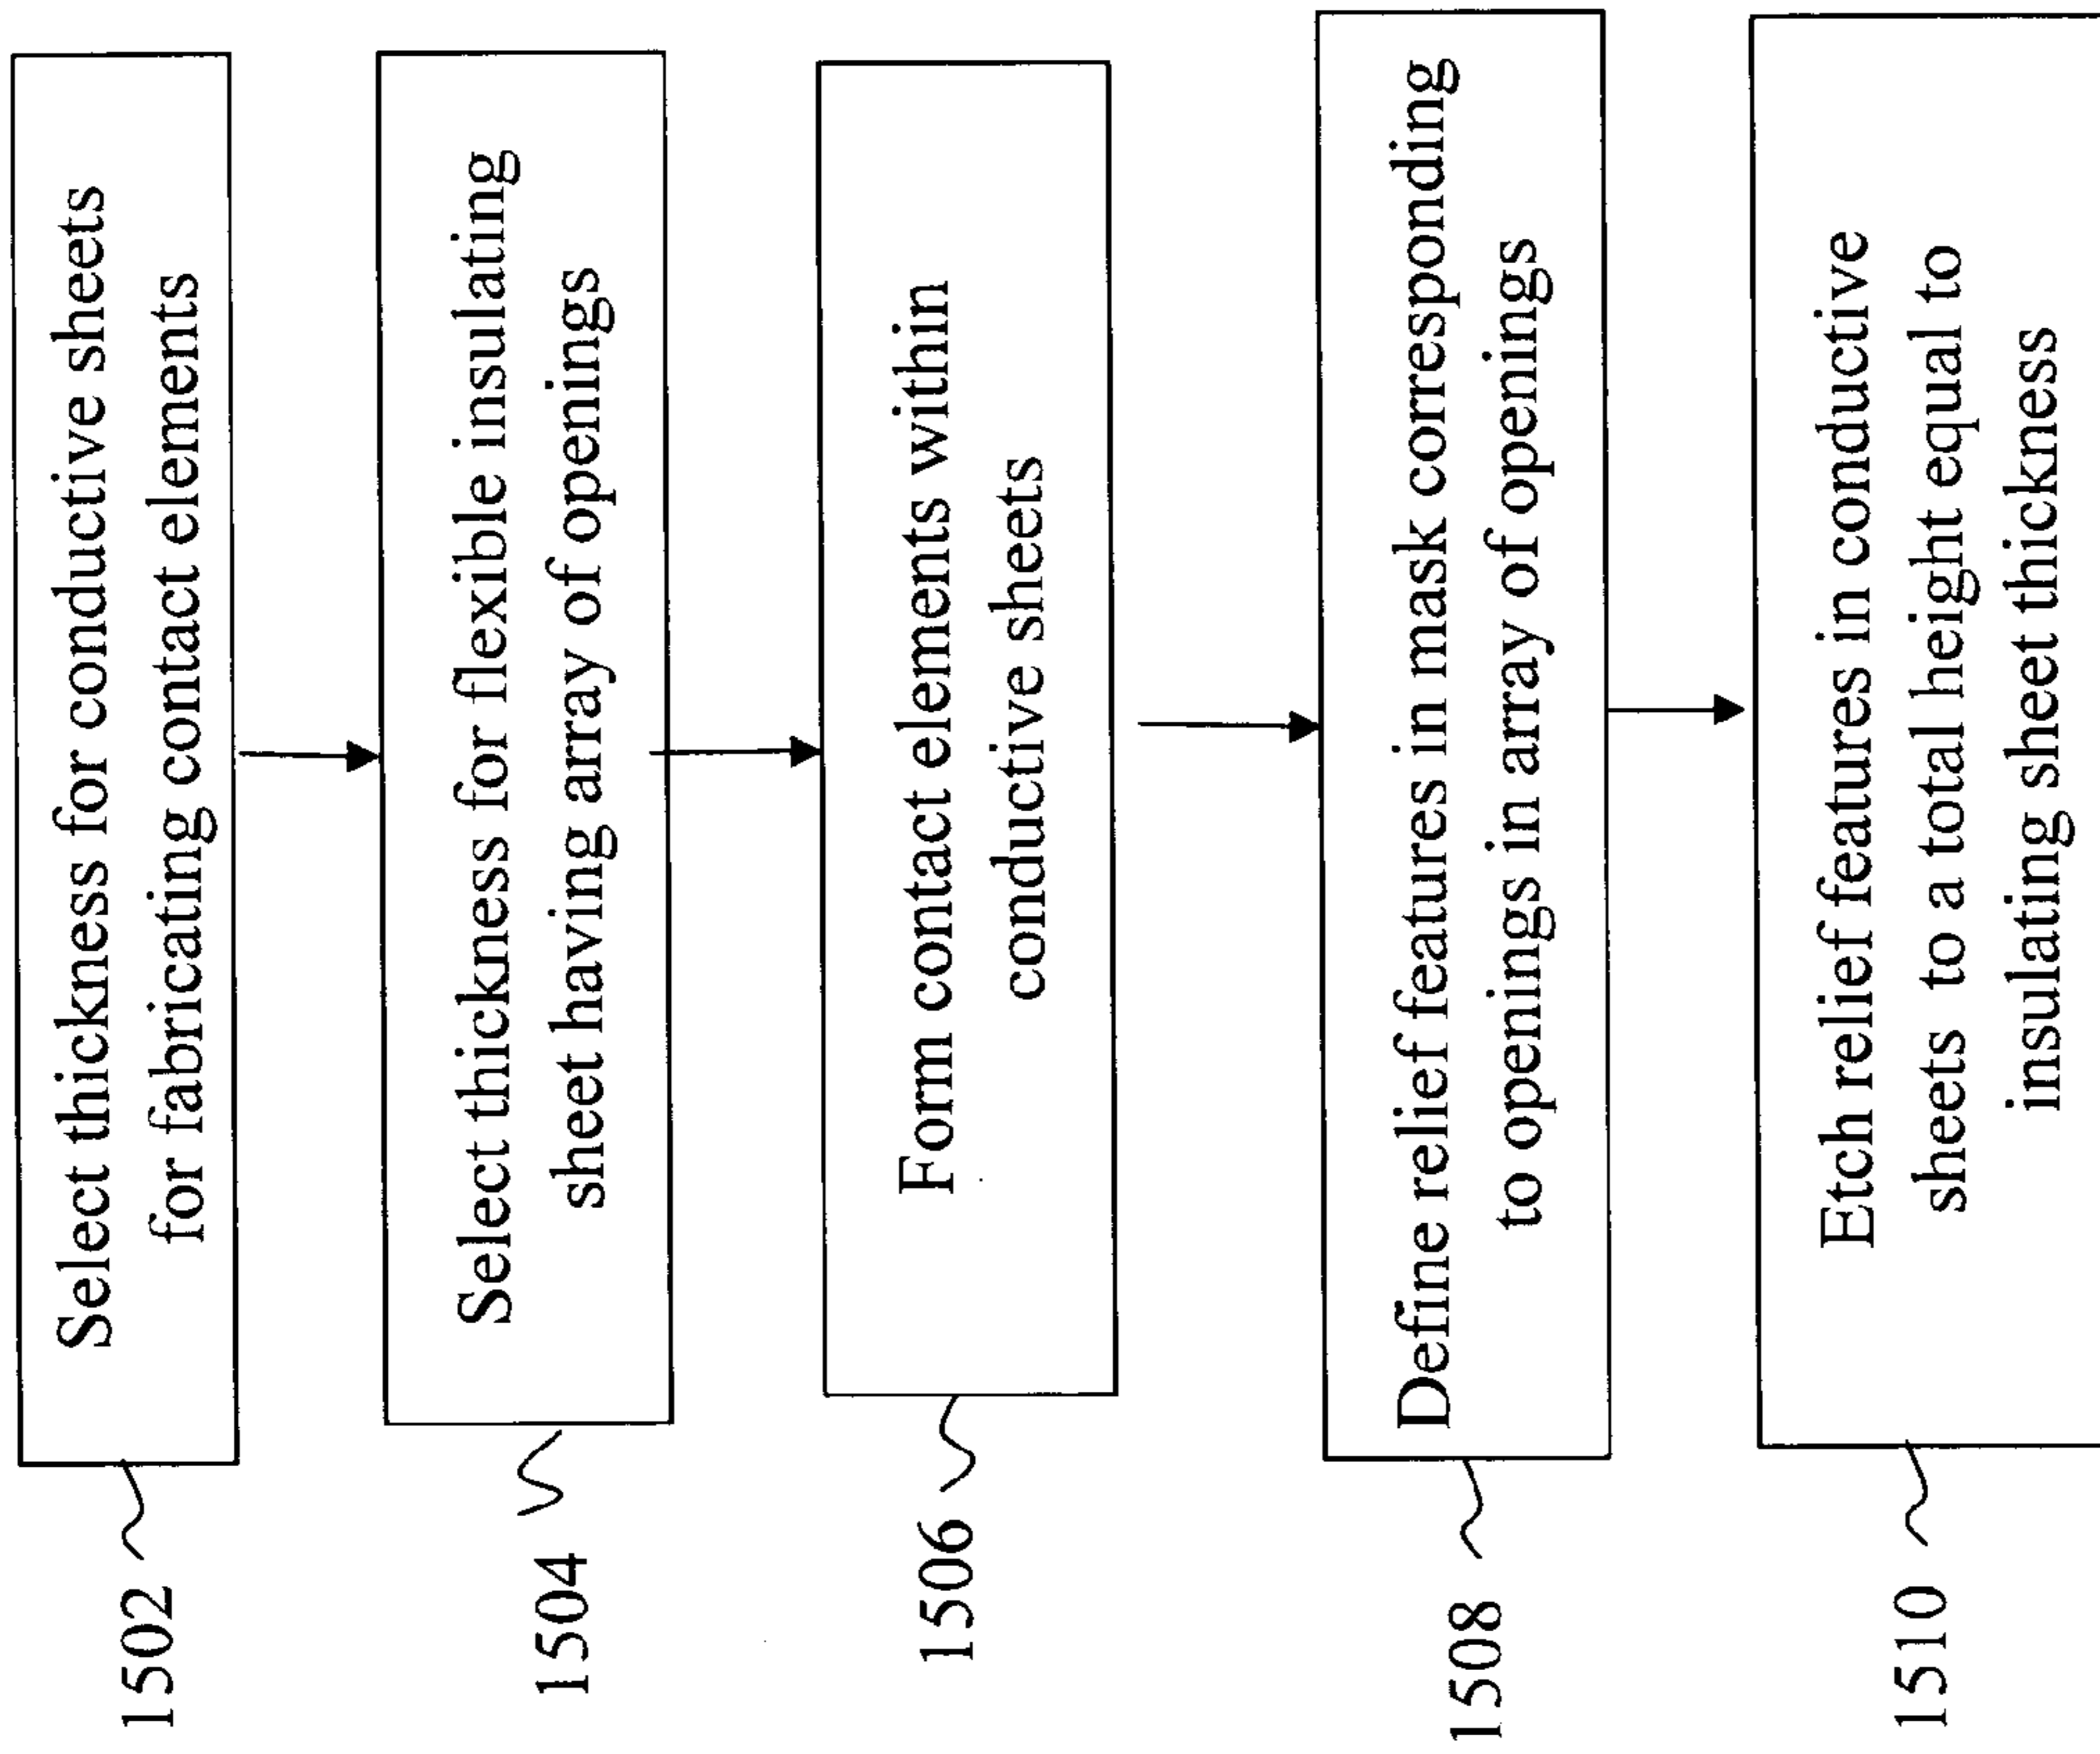 1502
Select thickness for conductive sheets
for fabricating contact elements
1504
Select thickness for flexible insulating
sheet having array of openings
1506
Form contact elements within
conductive sheets
1508
Define relief features in mask corresponding
to openings in array of openings
1510
Etch relief features in conductive
sheets to a total height equal to
insulating sheet thickness